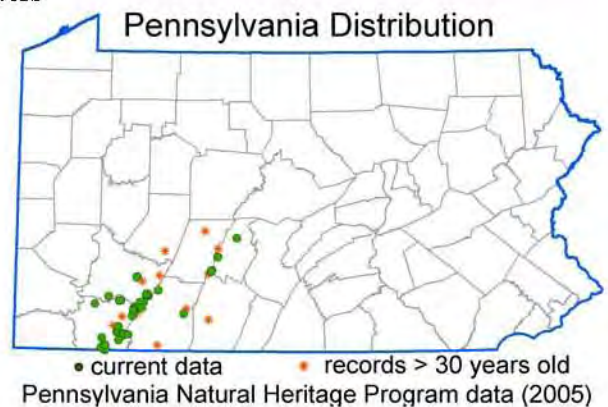 Pennsylvania Distribution
current data records > 30 years old
Pennsylvania Natural Heritage Program data (2005)